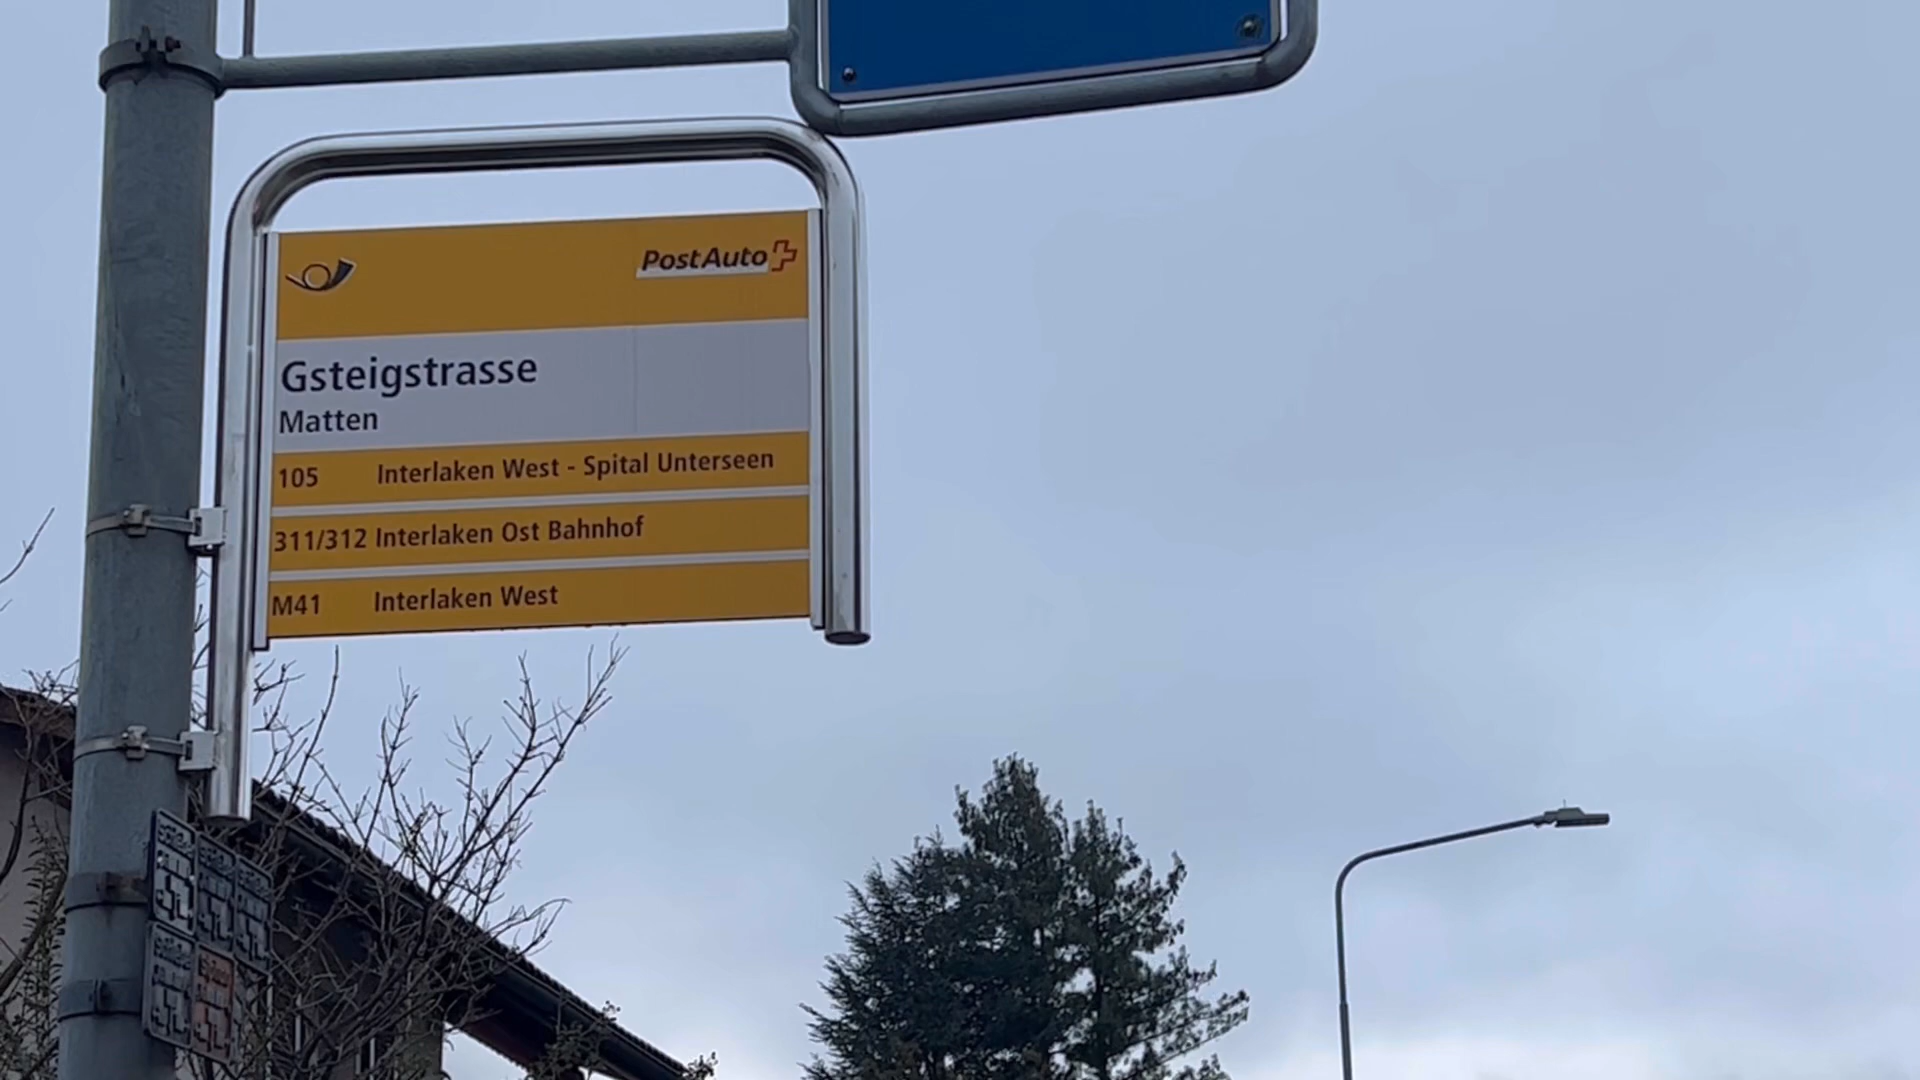 PostAuto
Gsteigstrasse
Matten
105 Interlaken West - Spital Unterseen
311/312 Interlaken Ost Bahnhof
M41 Interlaken West